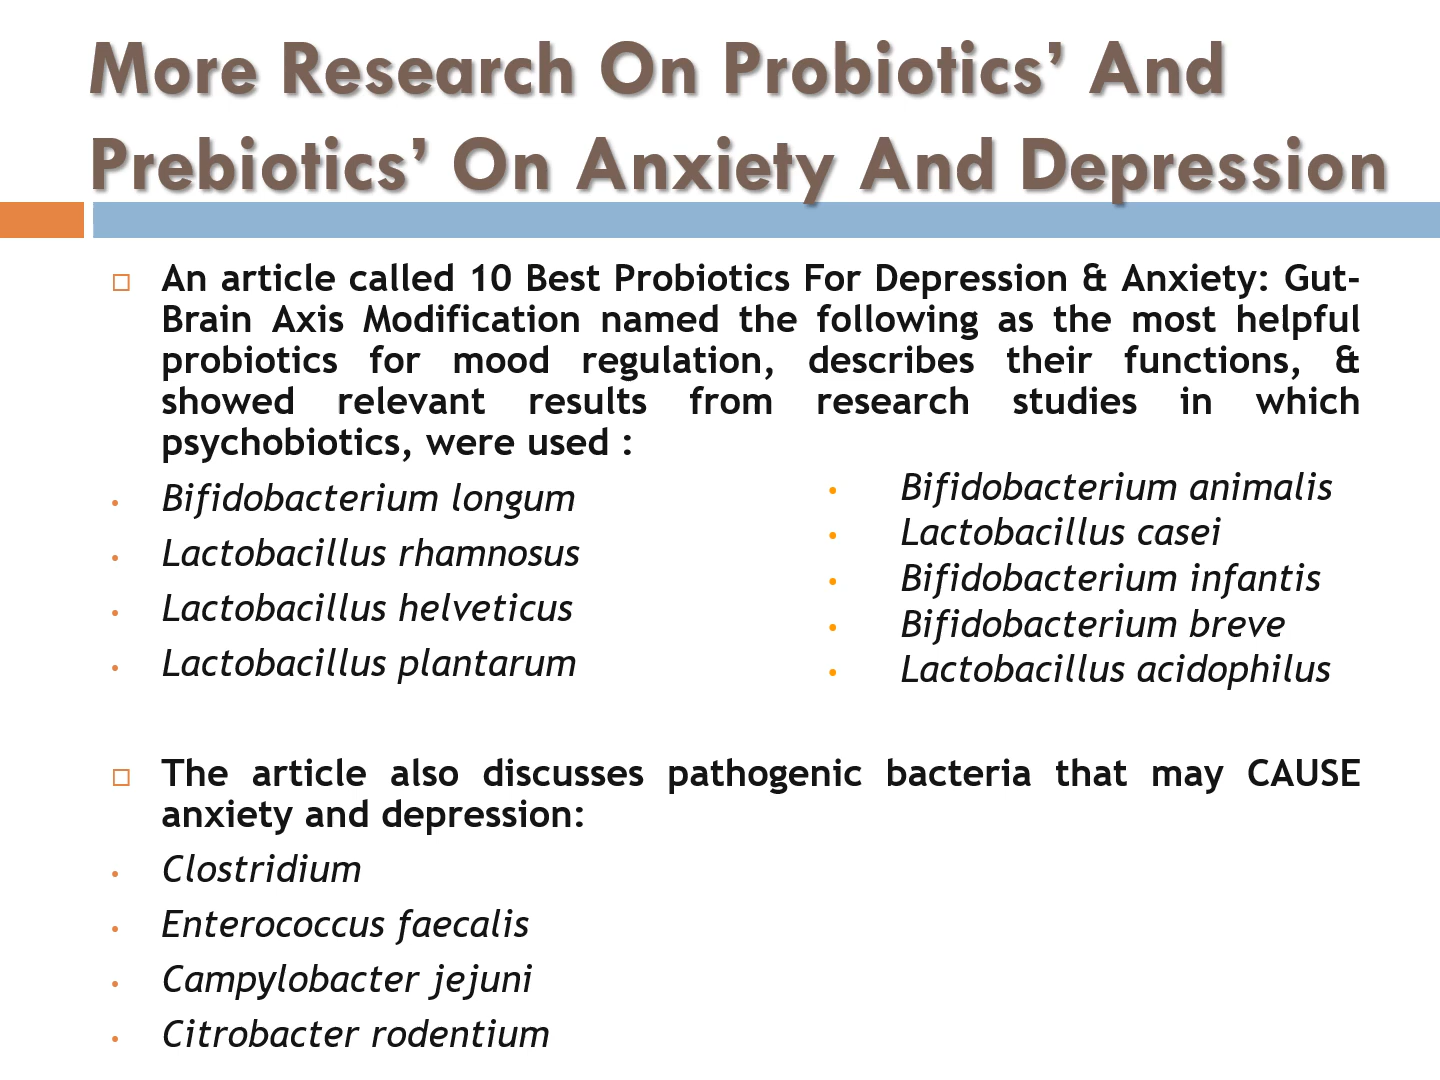 More Research On Probiotics’ And
Prebiotics’ On Anxiety And Depression
An article called 10 Best Probiotics For Depression & Anxiety: Gut-
Brain Axis Modification named the following as the most helpful
probiotics for mood regulation, describes their functions, &
showed relevant results from research studies in which
psychobiotics, were used :
• Bifidobacterium longum
• Lactobacillus rhamnosus
• Lactobacillus helveticus
• Lactobacillus plantarum
• Bifidobacterium animalis
• Lactobacillus casei
• Bifidobacterium infantis
• Bifidobacterium breve
• Lactobacillus acidophilus
The article also discusses pathogenic bacteria that may CAUSE
anxiety and depression:
• Clostridium
• Enterococcus faecalis
• Campylobacter jejuni
• Citrobacter rodentium